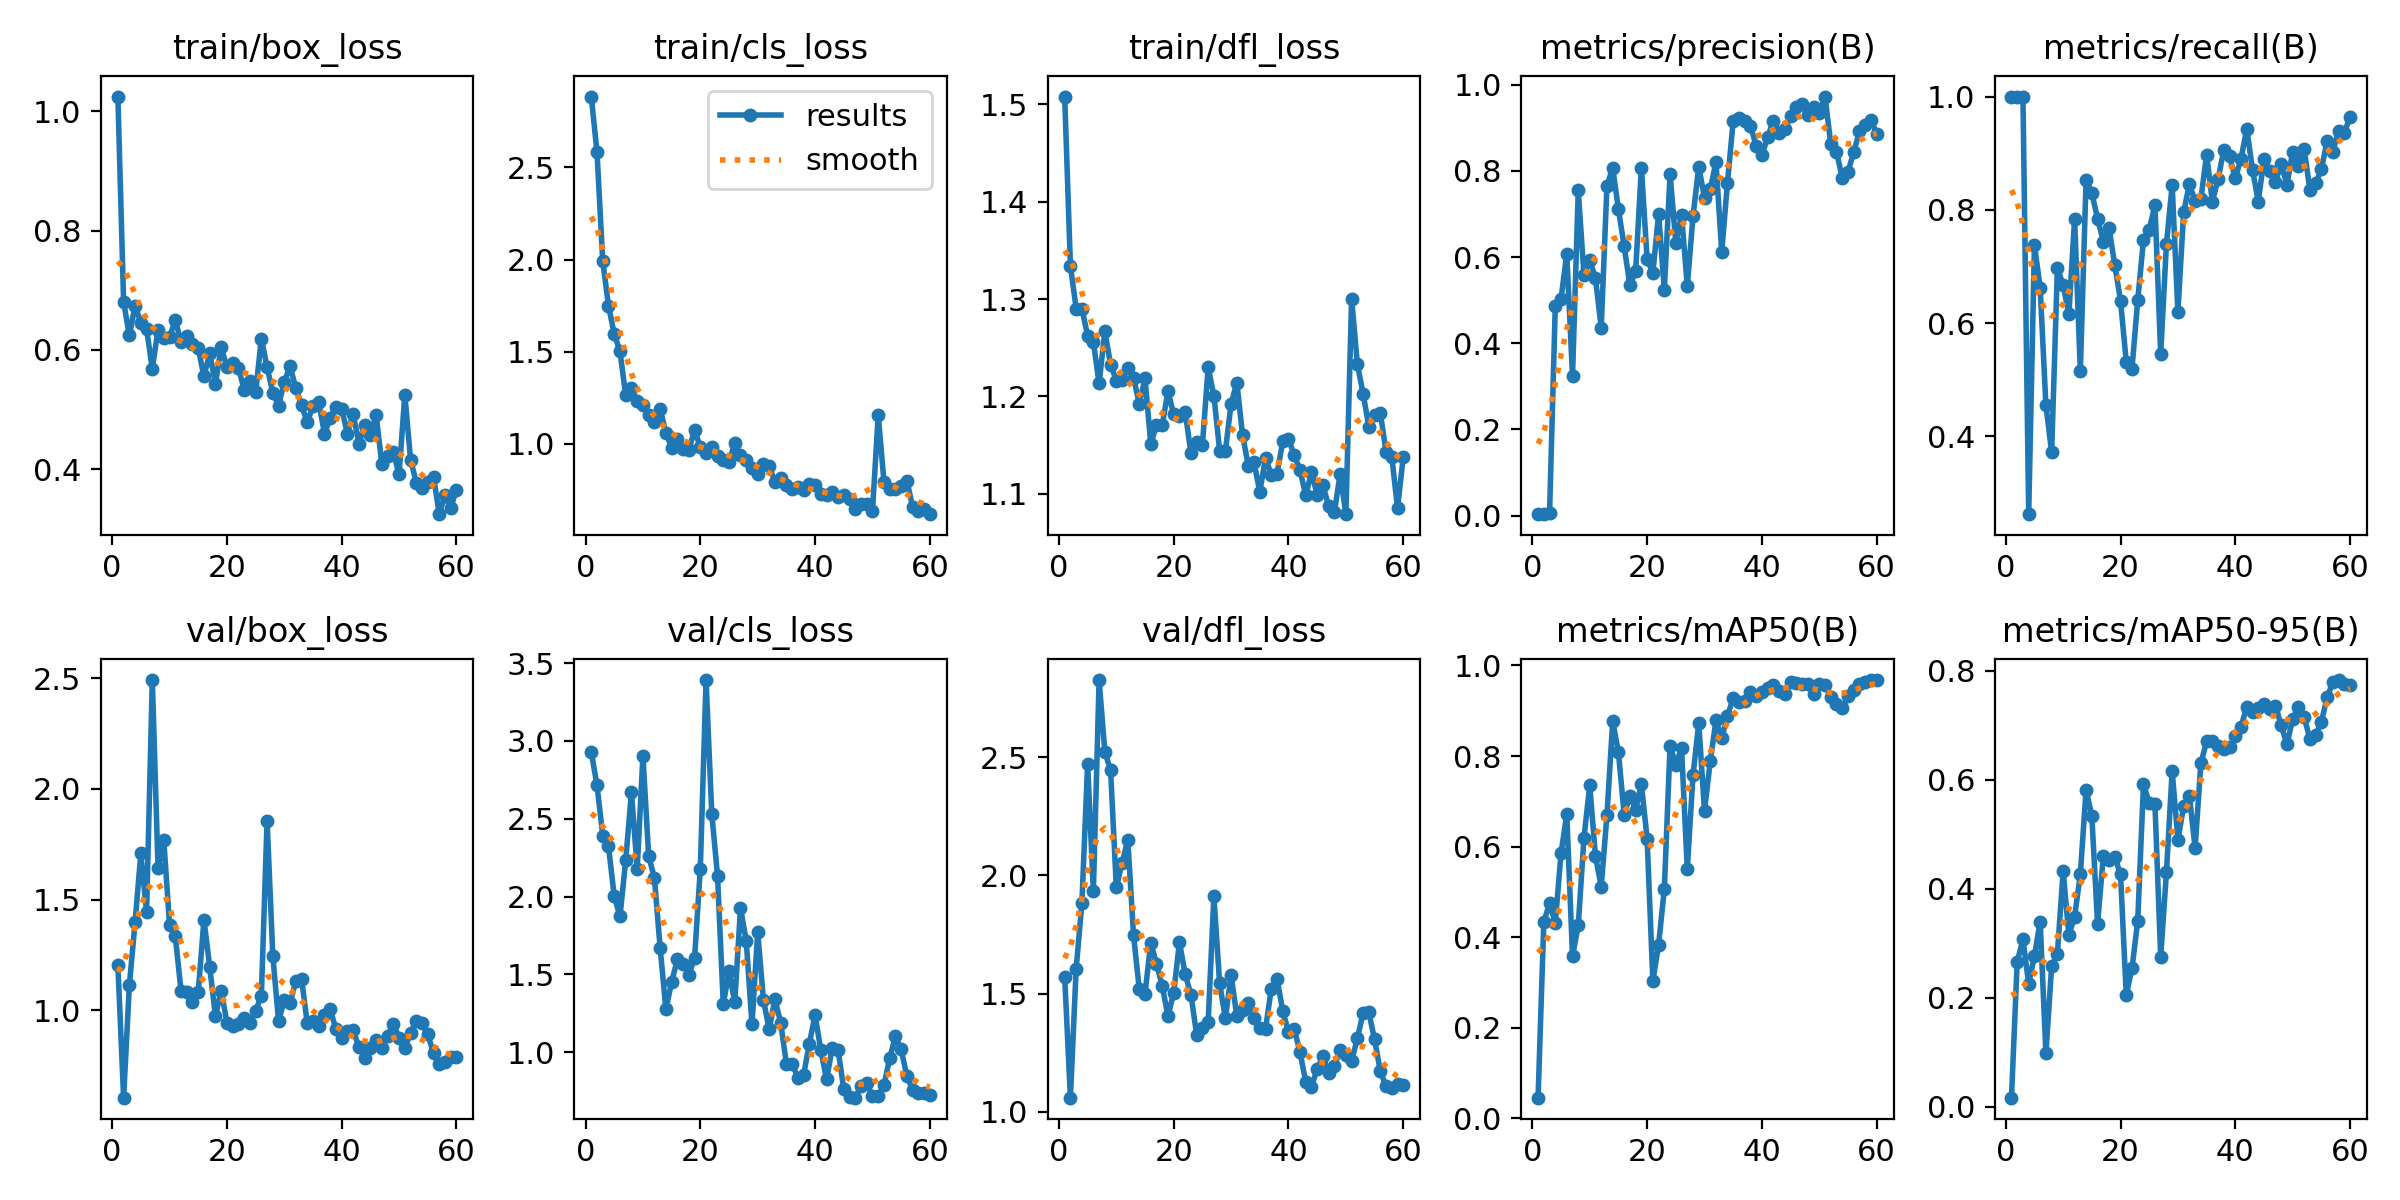 train/box_loss
1.0
0.8
0.6
0.4
0 20 40 60
train/cls_loss
results
smooth
2.5
2.0
1.5
1.0
0 20 40 60
train/dfl_loss
1.5
1.4
1.3
1.2
1.1
0 20 40 60
metrics/precision(B)
1.0
0.8
0.6
0.4
0.2
0.0
0 20 40 60
metrics/recall(B)
1.0
0.8
0.6
0.4
0 20 40 60
val/box_loss
2.5
2.0
1.5
1.0
0 20 40 60
val/cls_loss
3.5
3.0
2.5
2.0
1.5
1.0
0 20 40 60
val/dfl_loss
2.5
2.0
1.5
1.0
0 20 40 60
metrics/mAP50(B)
1.0
0.8
0.6
0.4
0.2
0.0
0 20 40 60
metrics/mAP50-95(B)
0.8
0.6
0.4
0.2
0.0
0 20 40 60